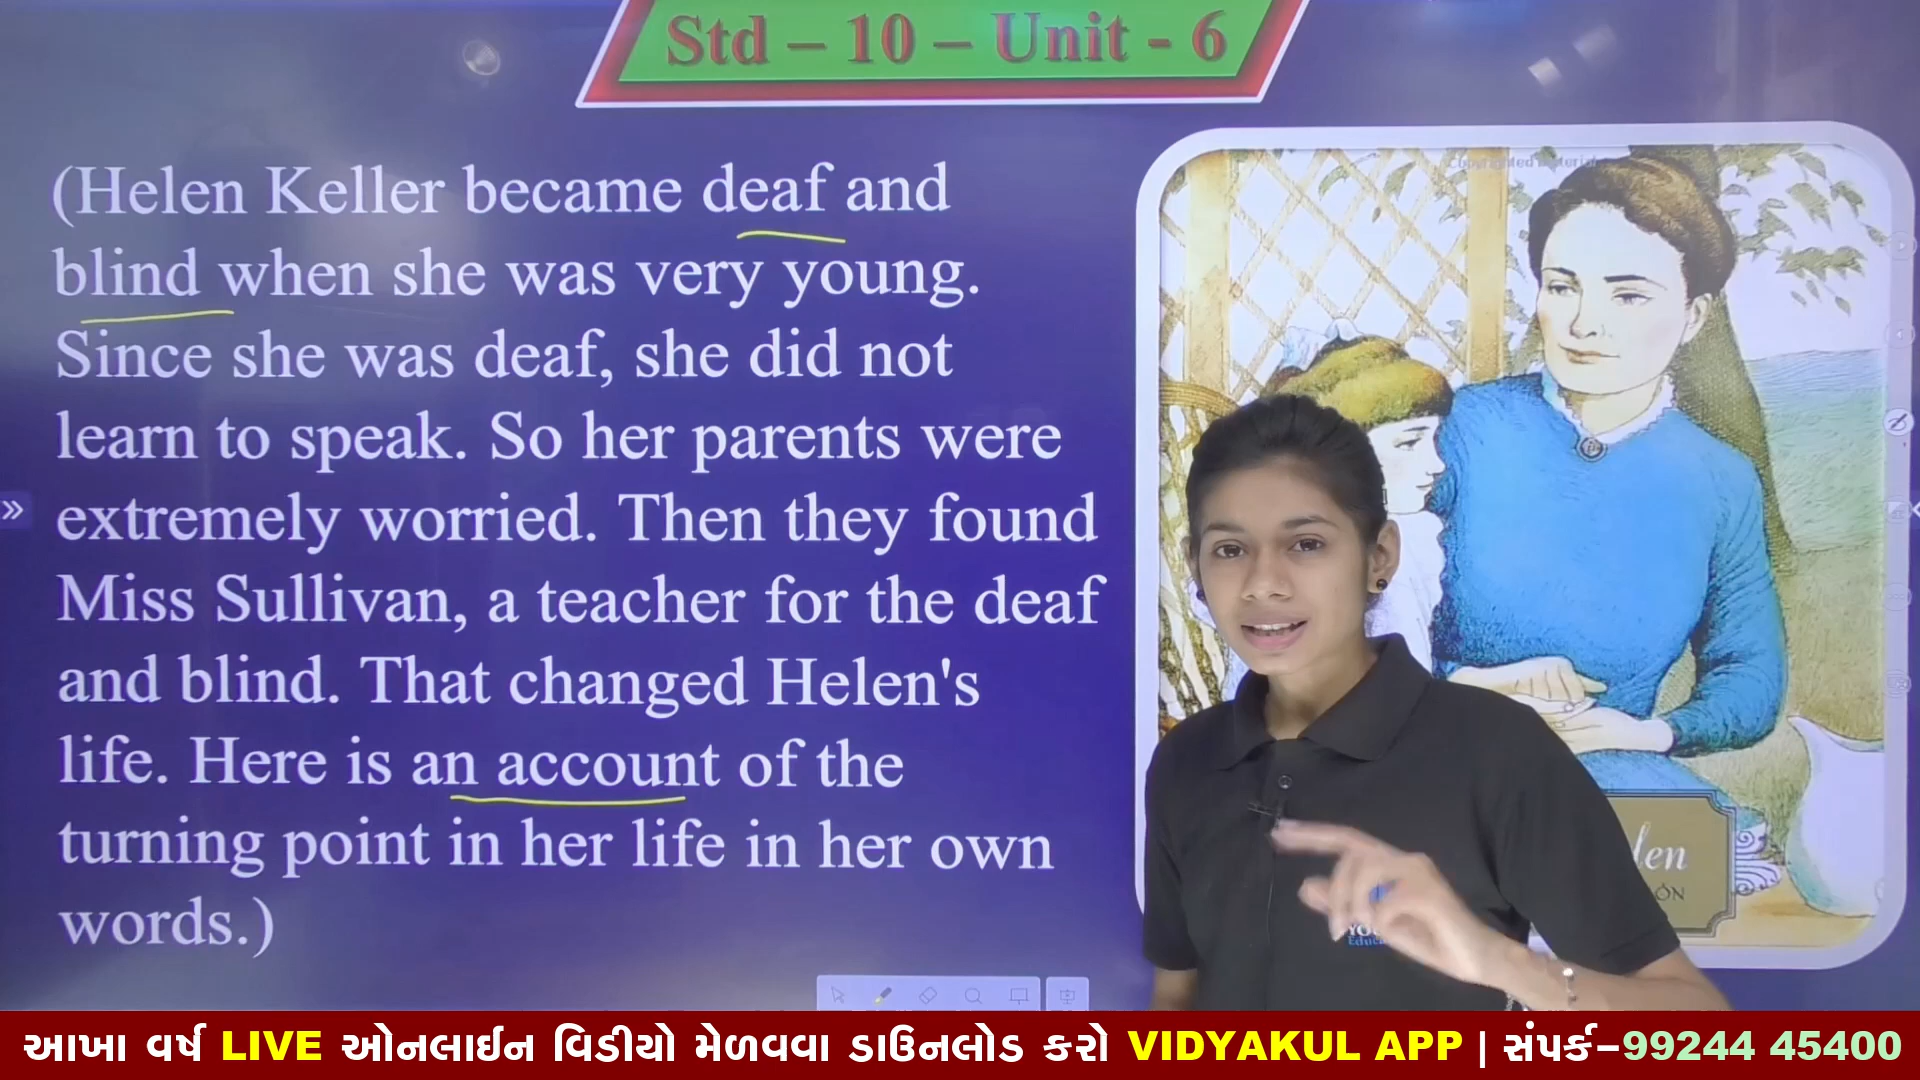 Std – 10 – Unit - 6
(Helen Keller became deaf and
blind when she was very young.
Since she was deaf, she did not
learn to speak. So her parents were
extremely worried. Then they found
Miss Sullivan, a teacher for the deaf
and blind. That changed Helen's
life. Here is an account of the
turning point in her life in her own
words.)
આખા વર્ષ LIVE ઓનલાઈન વિડીયો મેળવવા ડાઉનલોડ કરો VIDYAKUL APP | સંપર્ક–99244 45400